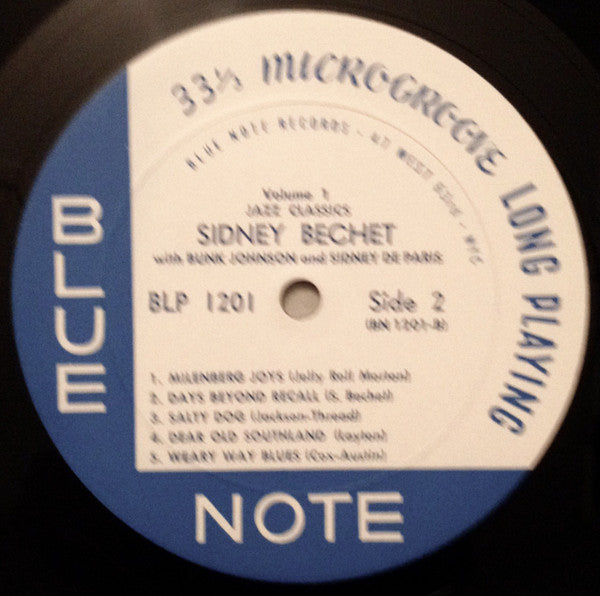 33⅓ MICROGROOVE LONG PLAYING
BLUE NOTE RECORDS • 47 WEST 63rd • NYC
Volume 1
JAZZ CLASSICS
SIDNEY BECHET
with BUNK JOHNSON and SIDNEY DE PARIS
BLP 1201
Side 2
(BN 1201-B)
1. MILENBERG JOYS (Jelly Roll Morton)
2. DAYS BEYOND RECALL (S. Bechet)
3. SALTY DOG (Jackson-Thread)
4. DEAR OLD SOUTHLAND (Layton)
5. WEARY WAY BLUES (Cox-Austin)
BLUE
NOTE